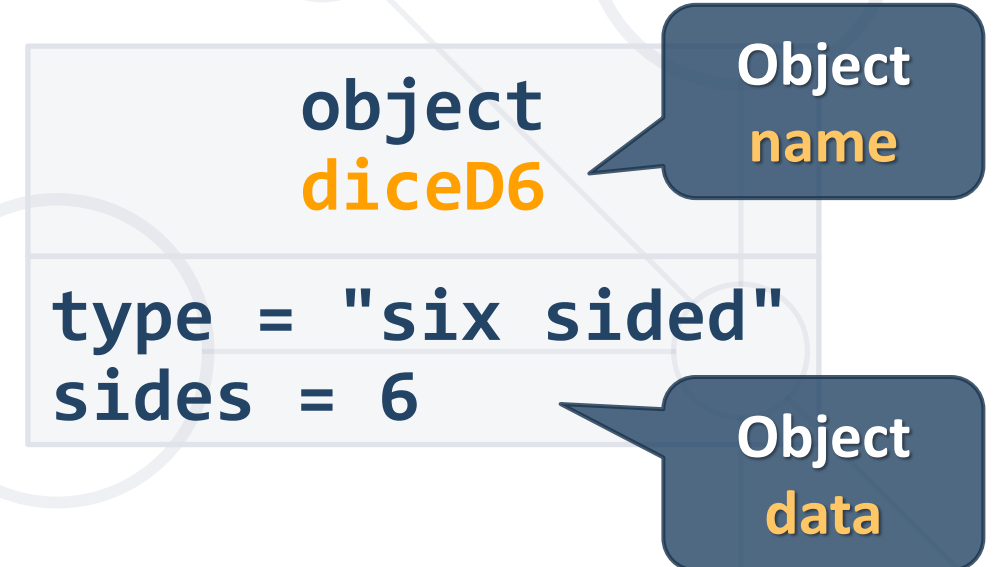 object
diceD6
Object
name
type = "six sided"
sides = 6
Object
data